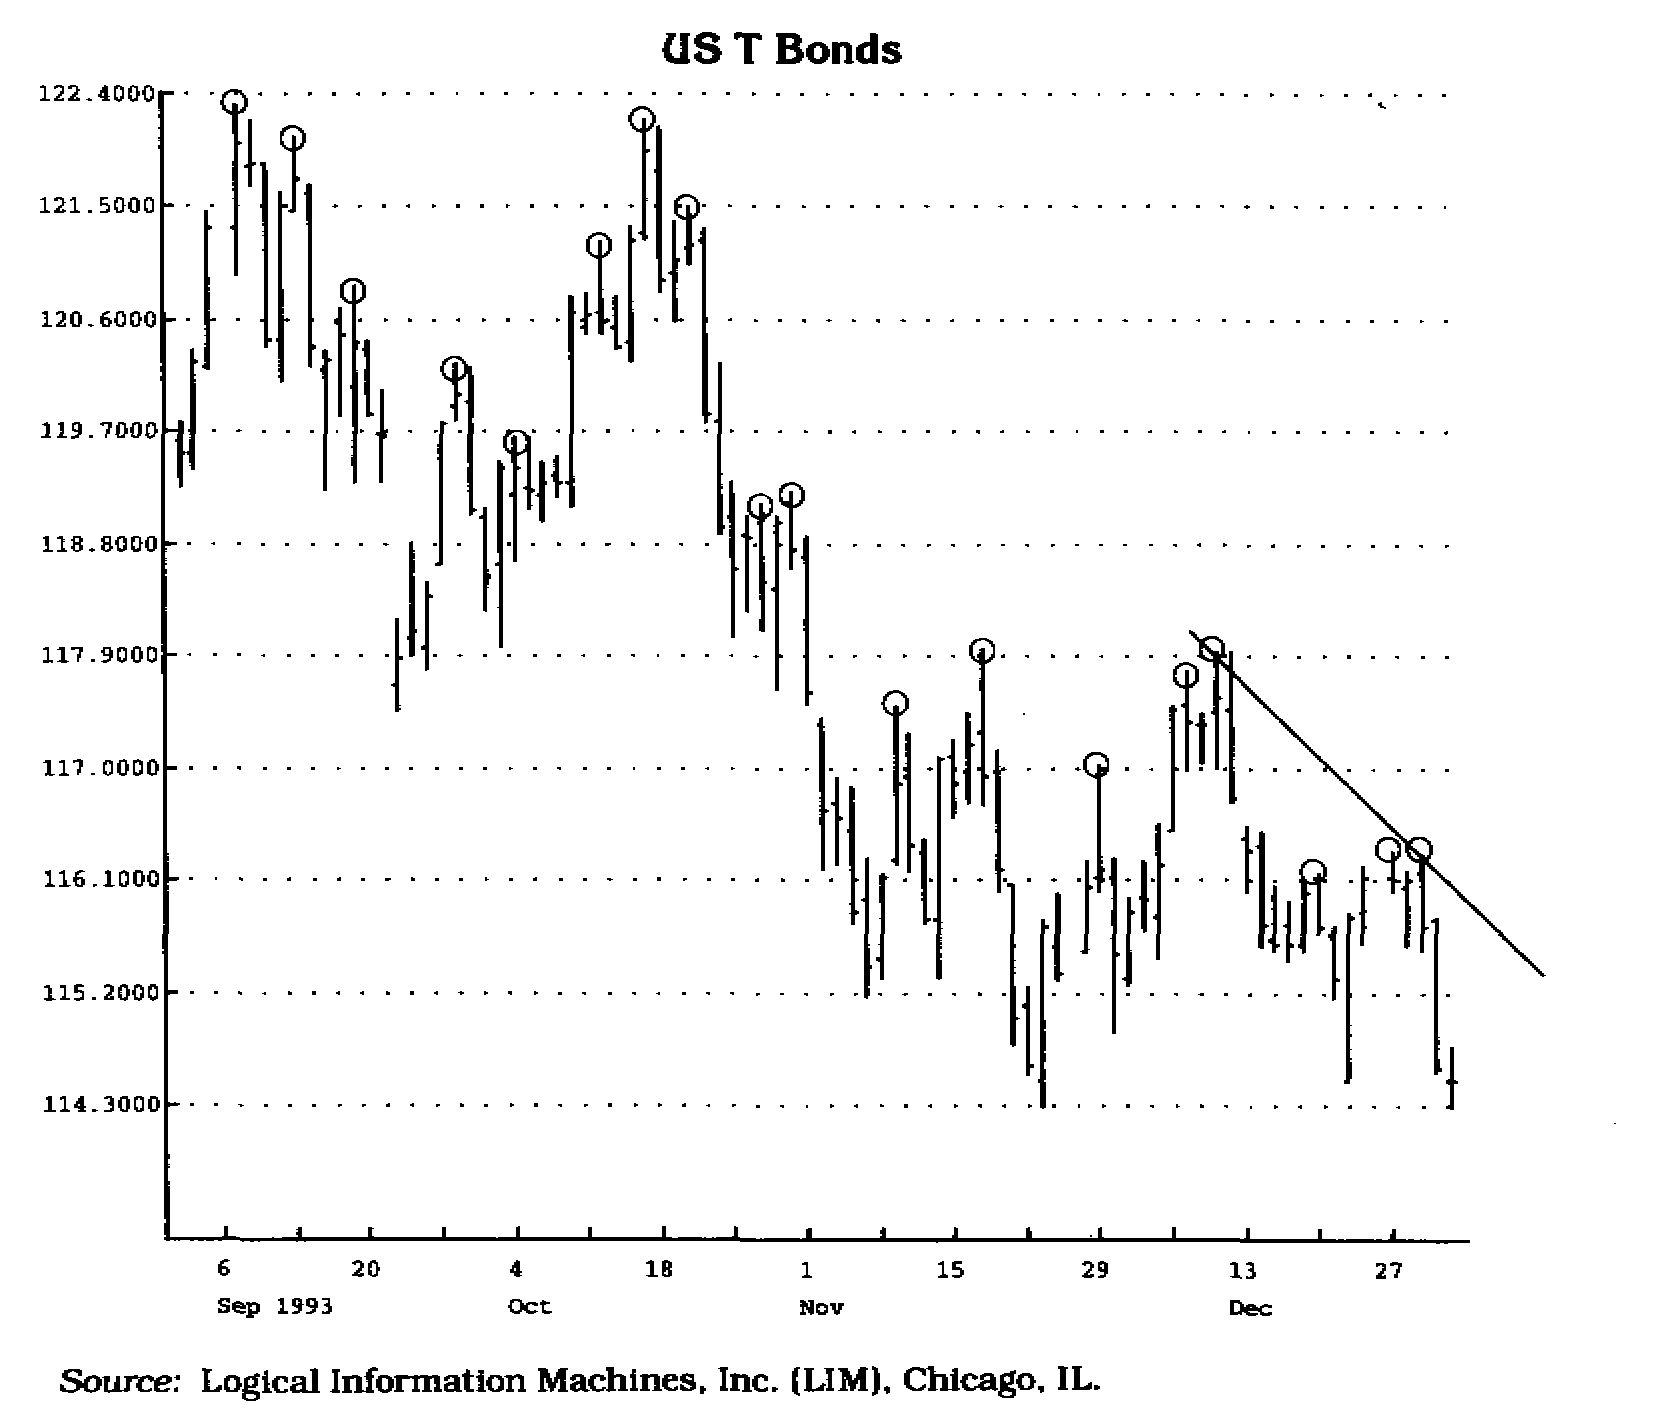 US T Bonds
122.4000
121.5000
120.6000
119.7000
118.8000
117.9000
117.0000
116.1000
115.2000
114.3000
6 20 4 18 1 15 29 13 27
Sep 1993 Oct Nov Dec
Source: Logical Information Machines, Inc. (LIM), Chicago, IL.